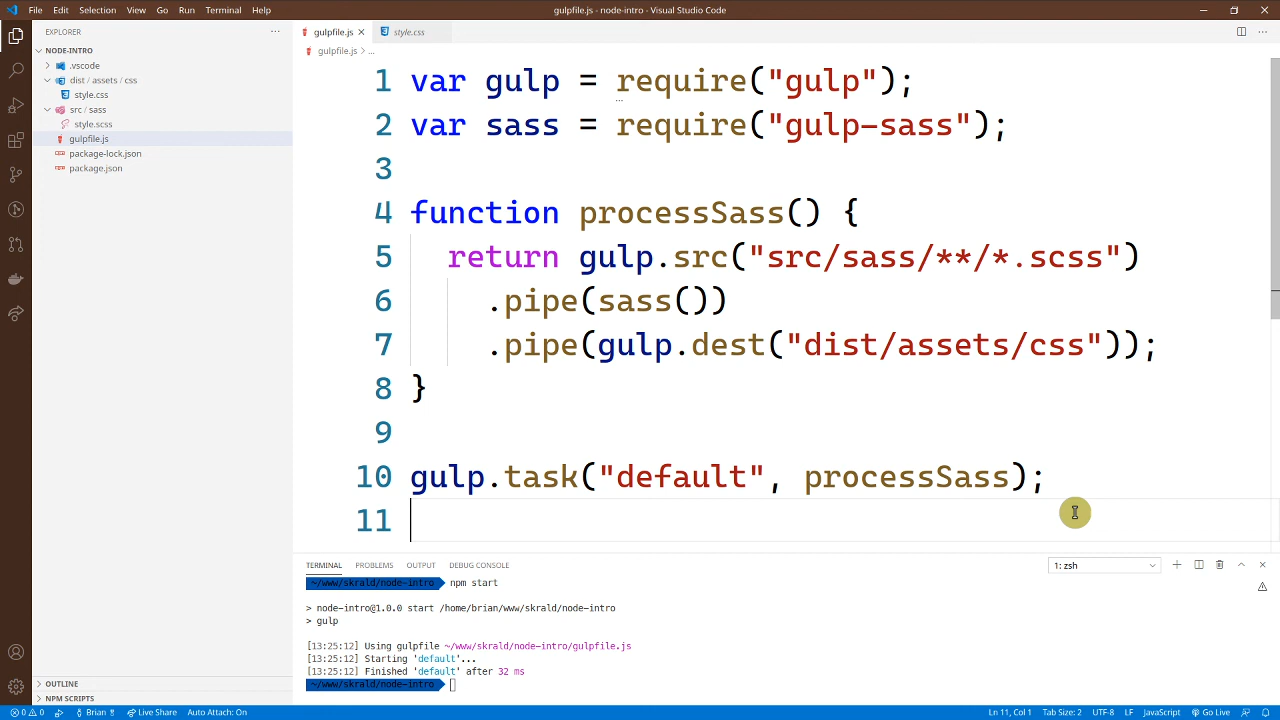 File Edit Selection View Go Run Terminal Help
gulpfile.js - node-intro - Visual Studio Code
EXPLORER
NODE-INTRO
.vscode
dist / assets / css
style.css
src / sass
style.scss
gulpfile.js
package-lock.json
package.json
OUTLINE
NPM SCRIPTS
gulpfile.js style.css
gulpfile.js > ...
1 var gulp = require("gulp");
2 var sass = require("gulp-sass");
3
4 function processSass() {
5 return gulp.src("src/sass/**/*.scss")
6 .pipe(sass())
7 .pipe(gulp.dest("dist/assets/css"));
8 }
9
10 gulp.task("default", processSass);
11
TERMINAL PROBLEMS OUTPUT DEBUG CONSOLE 1: zsh
~/www/skrald/node-intro npm start
> node-intro@1.0.0 start /home/brian/www/skrald/node-intro
> gulp
[13:25:12] Using gulpfile ~/www/skrald/node-intro/gulpfile.js
[13:25:12] Starting 'default'...
[13:25:12] Finished 'default' after 32 ms
~/www/skrald/node-intro
0 0 Brian Live Share Auto Attach: On Ln 11, Col 1 Tab Size: 2 UTF-8 LF JavaScript Go Live